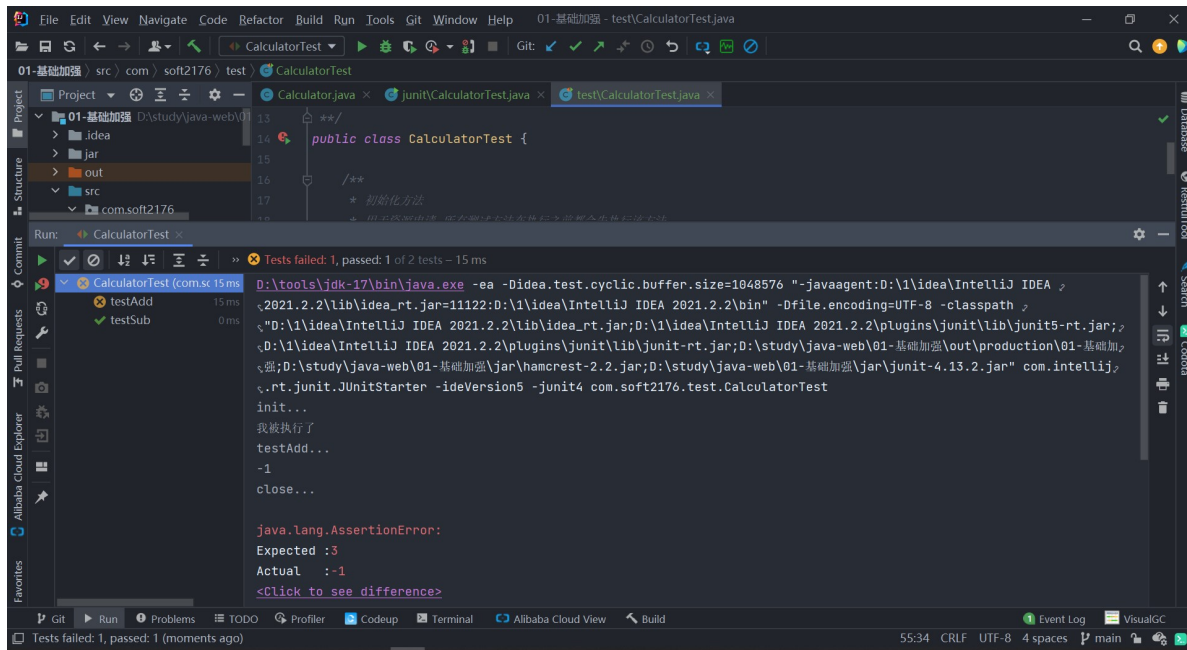 File Edit View Navigate Code Refactor Build Run Tools Git Window Help 01-基础加强 - test\CalculatorTest.java
CalculatorTest Git:
01-基础加强 〉 src 〉 com 〉 soft2176 〉 test 〉 CalculatorTest
Project Calculator.java × junit\CalculatorTest.java × test\CalculatorTest.java ×
01-基础加强 D:\study\java-web\01
.idea
jar
out
src
com.soft2176
13 **/
14 public class CalculatorTest {
15
16 /**
17 * 初始化方法
18
Run: CalculatorTest ×
Tests failed: 1, passed: 1 of 2 tests – 15 ms
CalculatorTest (com.sc 15 ms
testAdd 15 ms
testSub 0 ms
D:\tools\jdk-17\bin\java.exe -ea -Didea.test.cyclic.buffer.size=1048576 "-javaagent:D:\1\idea\IntelliJ IDEA
2021.2.2\lib\idea_rt.jar=11122:D:\1\idea\IntelliJ IDEA 2021.2.2\bin" -Dfile.encoding=UTF-8 -classpath
"D:\1\idea\IntelliJ IDEA 2021.2.2\lib\idea_rt.jar;D:\1\idea\IntelliJ IDEA 2021.2.2\plugins\junit\lib\junit5-rt.jar;
D:\1\idea\IntelliJ IDEA 2021.2.2\plugins\junit\lib\junit-rt.jar;D:\study\java-web\01-基础加强\out\production\01-基础加
强;D:\study\java-web\01-基础加强\jar\hamcrest-2.2.jar;D:\study\java-web\01-基础加强\jar\junit-4.13.2.jar" com.intellij
.rt.junit.JUnitStarter -ideVersion5 -junit4 com.soft2176.test.CalculatorTest
init...
我被执行了
testAdd...
-1
close...
java.lang.AssertionError:
Expected :3
Actual   :-1
<Click to see difference>
Project
Structure
Commit
Pull Requests
Alibaba Cloud Explorer
Favorites
Database
RestfulTool
Search
Codota
Git Run Problems TODO Profiler Codeup Terminal Alibaba Cloud View Build 1 Event Log VisualGC
Tests failed: 1, passed: 1 (moments ago) 55:34 CRLF UTF-8 4 spaces main